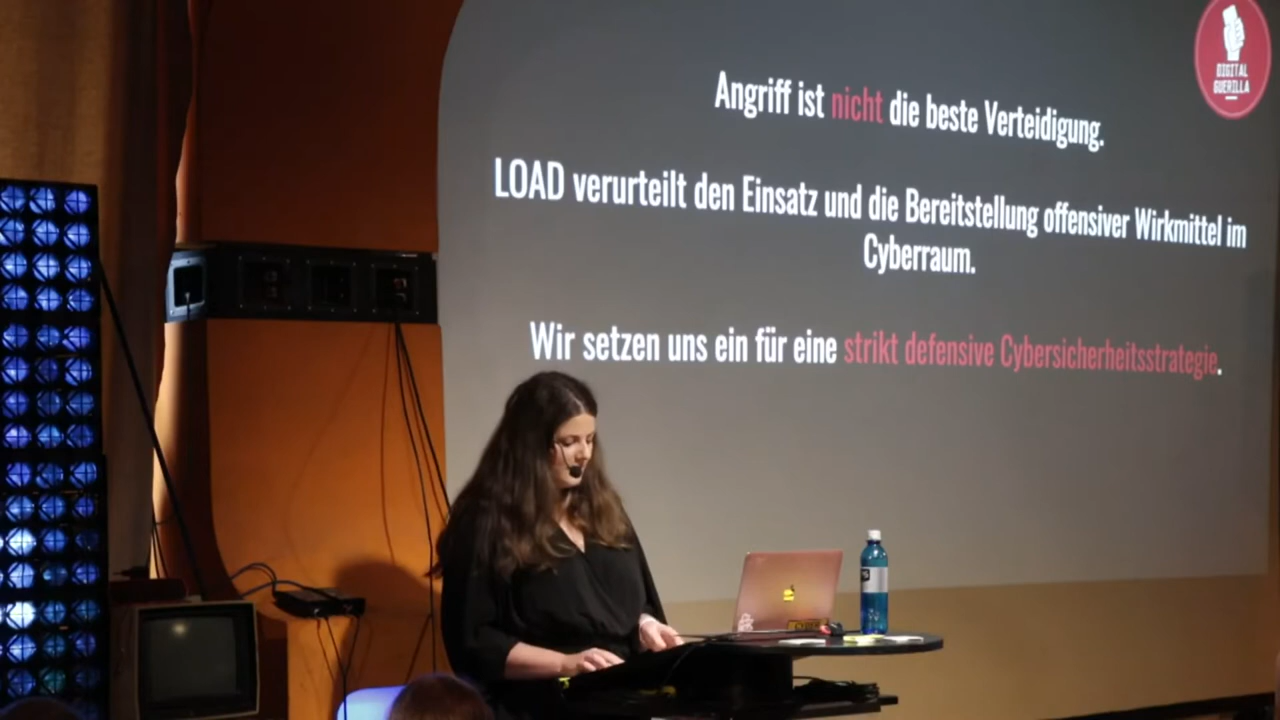 DIGITAL
GUERILLA
Angriff ist nicht die beste Verteidigung.
LOAD verurteilt den Einsatz und die Bereitstellung offensiver Wirkmittel im
Cyberraum.
Wir setzen uns ein für eine strikt defensive Cybersicherheitsstrategie.